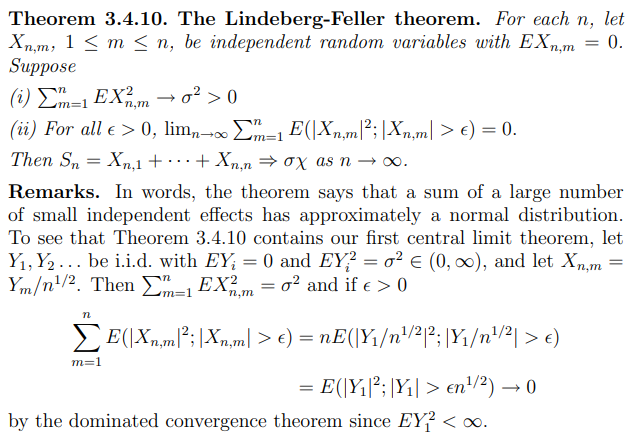 Theorem 3.4.10. The Lindeberg-Feller theorem. For each n, let
X_{n,m}, 1 ≤ m ≤ n, be independent random variables with EX_{n,m} = 0.
Suppose
(i) ∑_{m=1}^{n} EX_{n,m}^2 → σ^2 > 0
(ii) For all ϵ > 0, lim_{n→∞} ∑_{m=1}^{n} E(|X_{n,m}|^2; |X_{n,m}| > ϵ) = 0.
Then S_n = X_{n,1} + ··· + X_{n,n} ⇒ σχ as n → ∞.
Remarks. In words, the theorem says that a sum of a large number
of small independent effects has approximately a normal distribution.
To see that Theorem 3.4.10 contains our first central limit theorem, let
Y_1, Y_2 ... be i.i.d. with EY_i = 0 and EY_i^2 = σ^2 ∈ (0, ∞), and let X_{n,m} =
Y_m/n^{1/2}. Then ∑_{m=1}^{n} EX_{n,m}^2 = σ^2 and if ϵ > 0
∑_{m=1}^{n} E(|X_{n,m}|^2; |X_{n,m}| > ϵ) = nE(|Y_1/n^{1/2}|^2; |Y_1/n^{1/2}| > ϵ)
= E(|Y_1|^2; |Y_1| > ϵn^{1/2}) → 0
by the dominated convergence theorem since EY_1^2 < ∞.